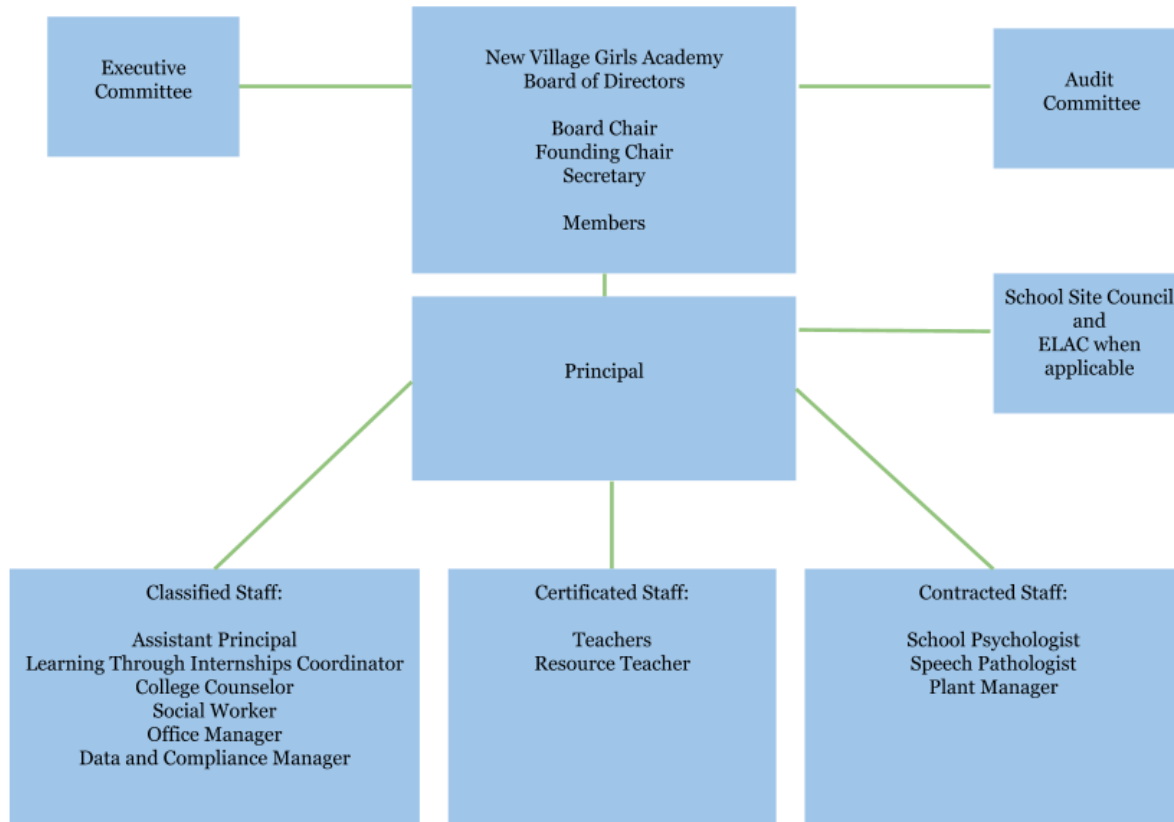 Executive
Committee
New Village Girls Academy
Board of Directors
Board Chair
Founding Chair
Secretary
Members
Audit
Committee
School Site Council
and
ELAC when
applicable
Principal
Classified Staff:
Assistant Principal
Learning Through Internships Coordinator
College Counselor
Social Worker
Office Manager
Data and Compliance Manager
Certificated Staff:
Teachers
Resource Teacher
Contracted Staff:
School Psychologist
Speech Pathologist
Plant Manager